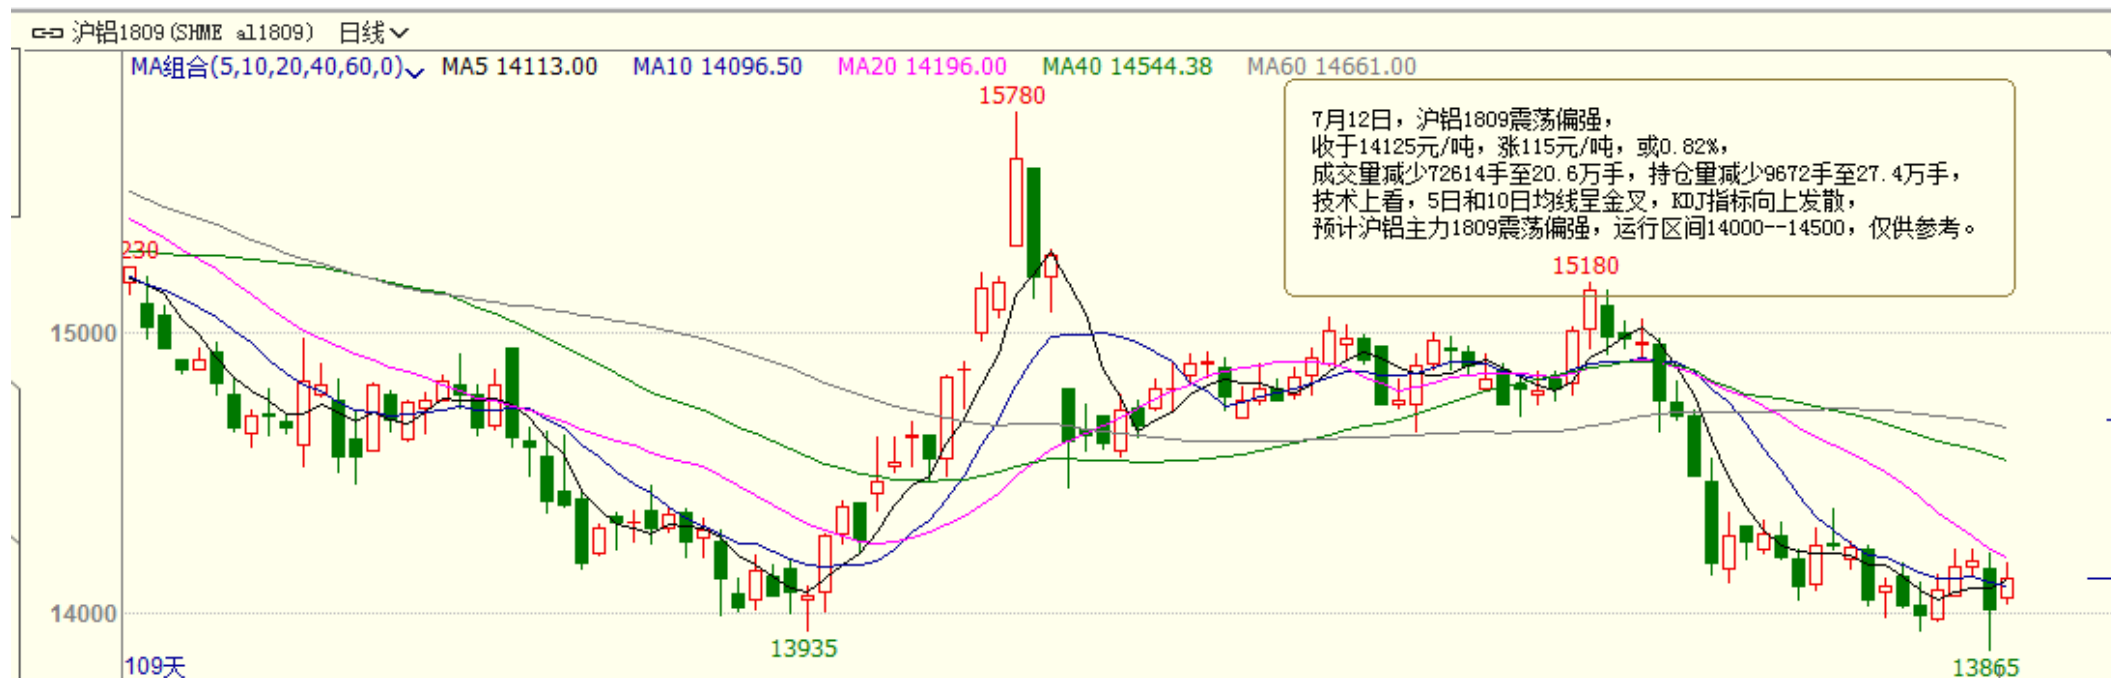 沪铝1809(SHME al1809) 日线
MA组合(5,10,20,40,60,0) MA5 14113.00 MA10 14096.50 MA20 14196.00 MA40 14544.38 MA60 14661.00
15780
7月12日，沪铝1809震荡偏强，
收于14125元/吨，涨115元/吨，或0.82%，
成交量减少72614手至20.6万手，持仓量减少9672手至27.4万手，
技术上看，5日和10日均线呈金叉，KDJ指标向上发散，
预计沪铝主力1809震荡偏强，运行区间14000--14500，仅供参考。
230
15180
15000
14000
13935
109天
13865